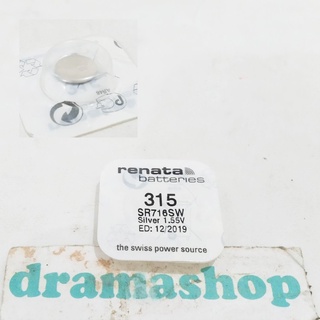 renata
batteries
315
SR716SW
Silver 1.55V
ED: 12/2019
the swiss power source
dramashop